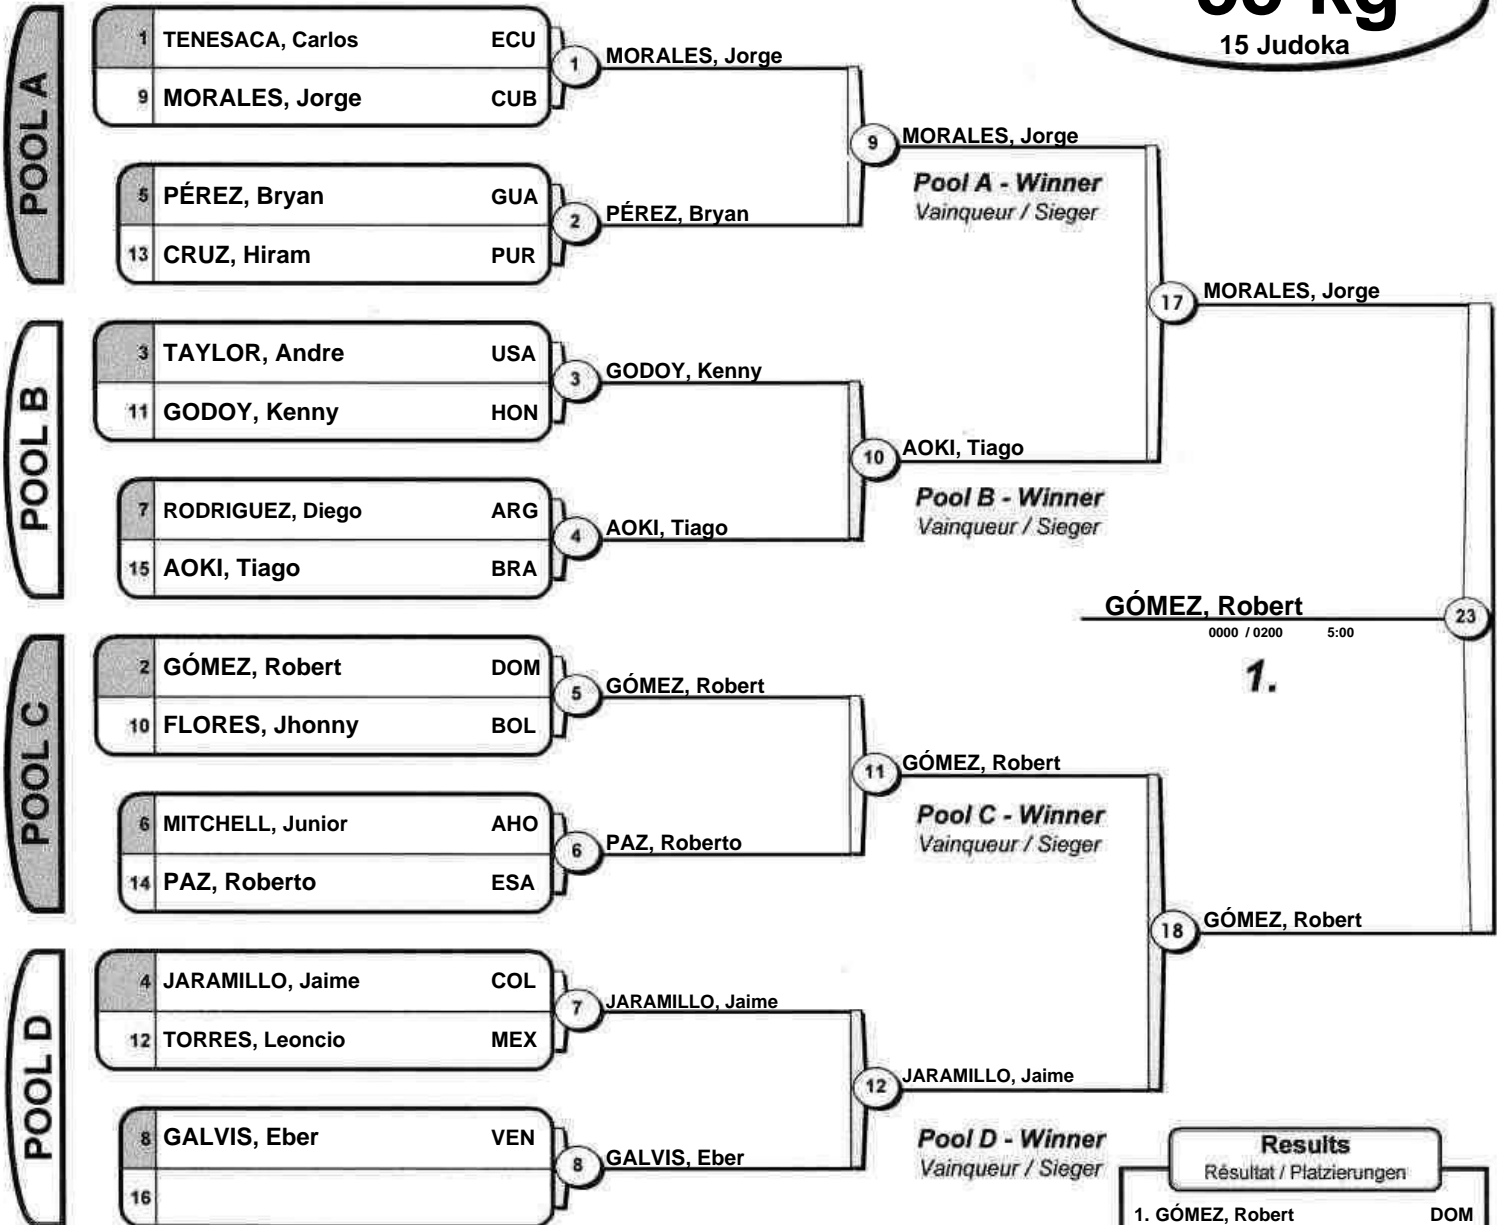 15 Judoka
POOL A
1 TENESACA, Carlos ECU
9 MORALES, Jorge CUB
1 MORALES, Jorge
5 PÉREZ, Bryan GUA
13 CRUZ, Hiram PUR
2 PÉREZ, Bryan
9 MORALES, Jorge
Pool A - Winner
Vainqueur / Sieger
POOL B
3 TAYLOR, Andre USA
11 GODOY, Kenny HON
3 GODOY, Kenny
7 RODRIGUEZ, Diego ARG
15 AOKI, Tiago BRA
4 AOKI, Tiago
10 AOKI, Tiago
Pool B - Winner
Vainqueur / Sieger
17 MORALES, Jorge
GÓMEZ, Robert 23
0000 / 0200 5:00
1.
POOL C
2 GÓMEZ, Robert DOM
10 FLORES, Jhonny BOL
5 GÓMEZ, Robert
6 MITCHELL, Junior AHO
14 PAZ, Roberto ESA
6 PAZ, Roberto
11 GÓMEZ, Robert
Pool C - Winner
Vainqueur / Sieger
18 GÓMEZ, Robert
POOL D
4 JARAMILLO, Jaime COL
12 TORRES, Leoncio MEX
7 JARAMILLO, Jaime
8 GALVIS, Eber VEN
16
8 GALVIS, Eber
12 JARAMILLO, Jaime
Pool D - Winner
Vainqueur / Sieger
Results
Résultat / Platzierungen
1. GÓMEZ, Robert DOM